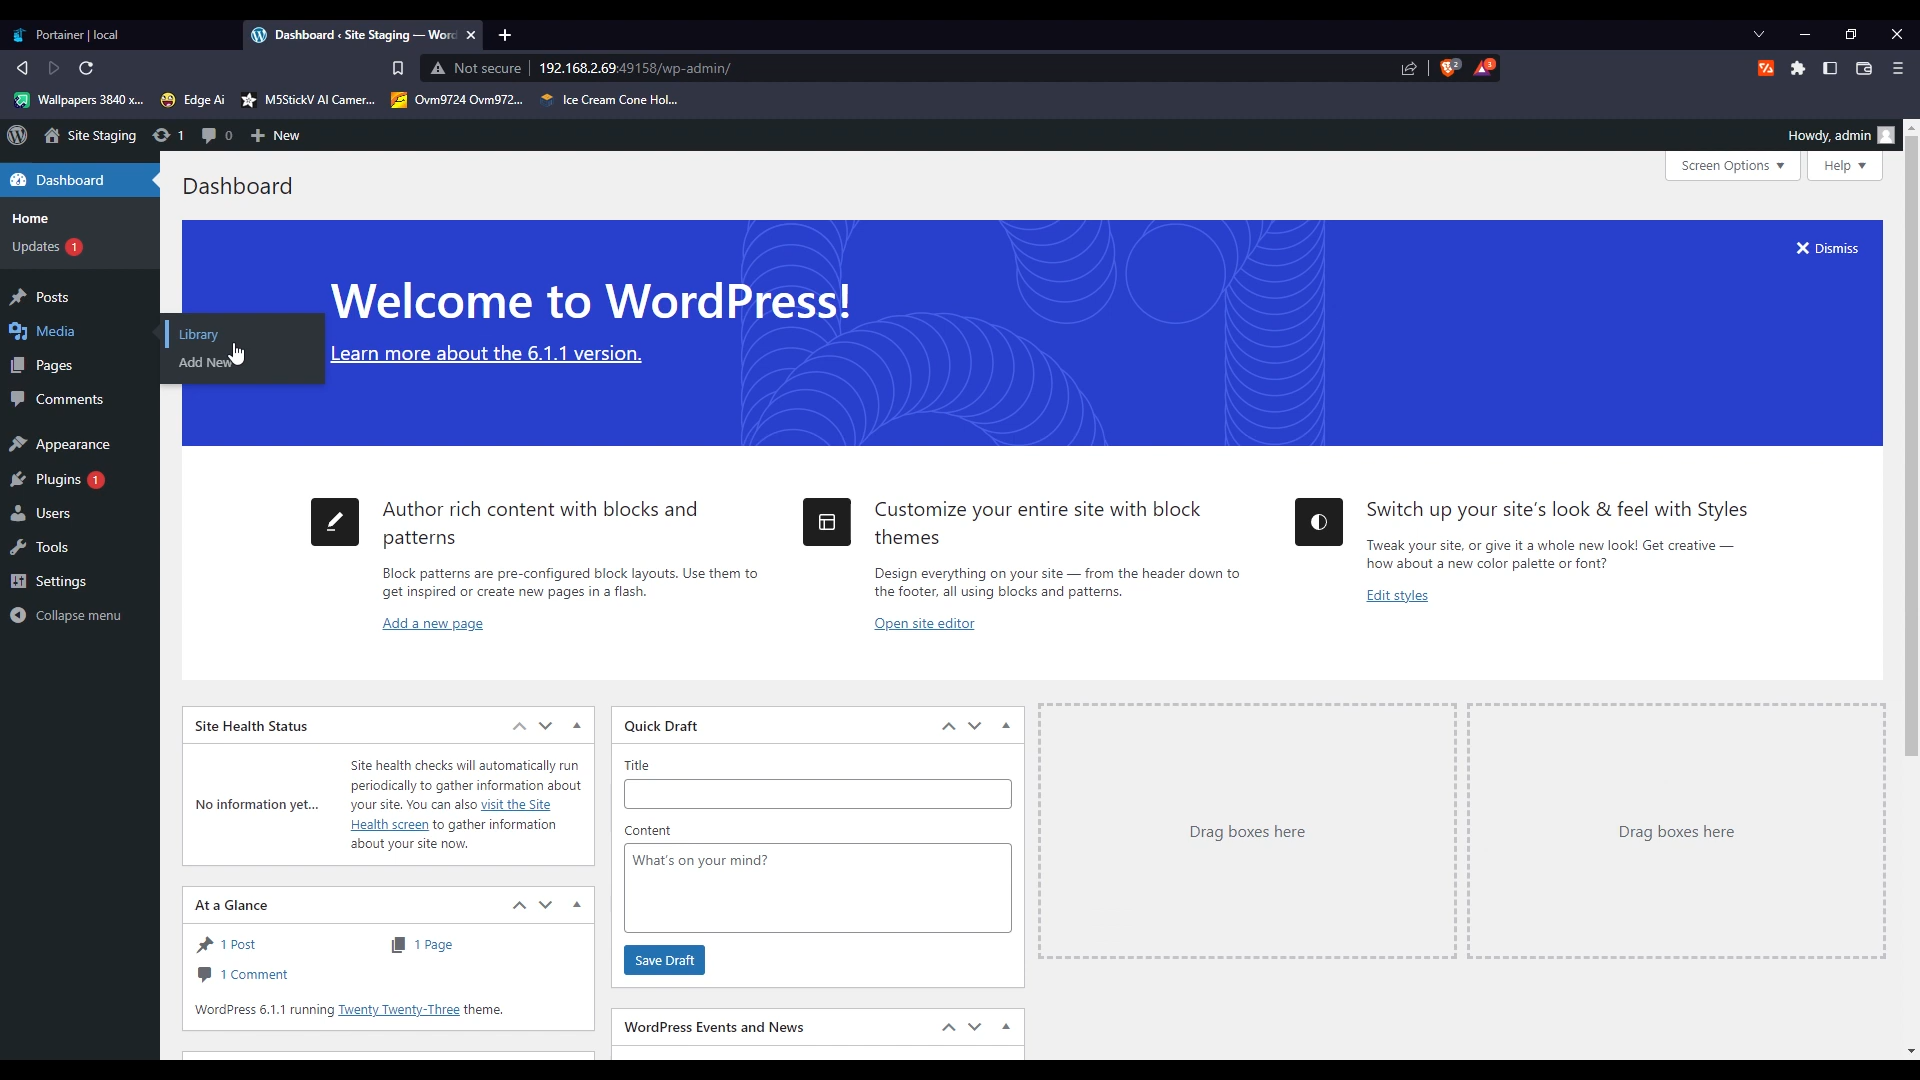 Portainer | local
Dashboard ‹ Site Staging — Word
Not secure
192.168.2.69:49158/wp-admin/
2
3
Wallpapers 3840 x...
Edge Ai
M5StickV AI Camer...
Ovm9724 Ovm972...
Ice Cream Cone Hol...
Site Staging
1
0
New
Howdy, admin
Dashboard
Home
Updates 1
Posts
Media
Library
Add New
Pages
Comments
Appearance
Plugins 1
Users
Tools
Settings
Collapse menu
Screen Options
Help
Dashboard
Dismiss
Welcome to WordPress!
Learn more about the 6.1.1 version.
Author rich content with blocks and
patterns
Block patterns are pre-configured block layouts. Use them to
get inspired or create new pages in a flash.
Add a new page
Customize your entire site with block
themes
Design everything on your site — from the header down to
the footer, all using blocks and patterns.
Open site editor
Switch up your site's look & feel with Styles
Tweak your site, or give it a whole new look! Get creative —
how about a new color palette or font?
Edit styles
Site Health Status
No information yet...
Site health checks will automatically run
periodically to gather information about
your site. You can also visit the Site
Health screen to gather information
about your site now.
At a Glance
1 Post
1 Page
1 Comment
WordPress 6.1.1 running Twenty Twenty-Three theme.
Quick Draft
Title
Content
What's on your mind?
Save Draft
WordPress Events and News
Drag boxes here
Drag boxes here